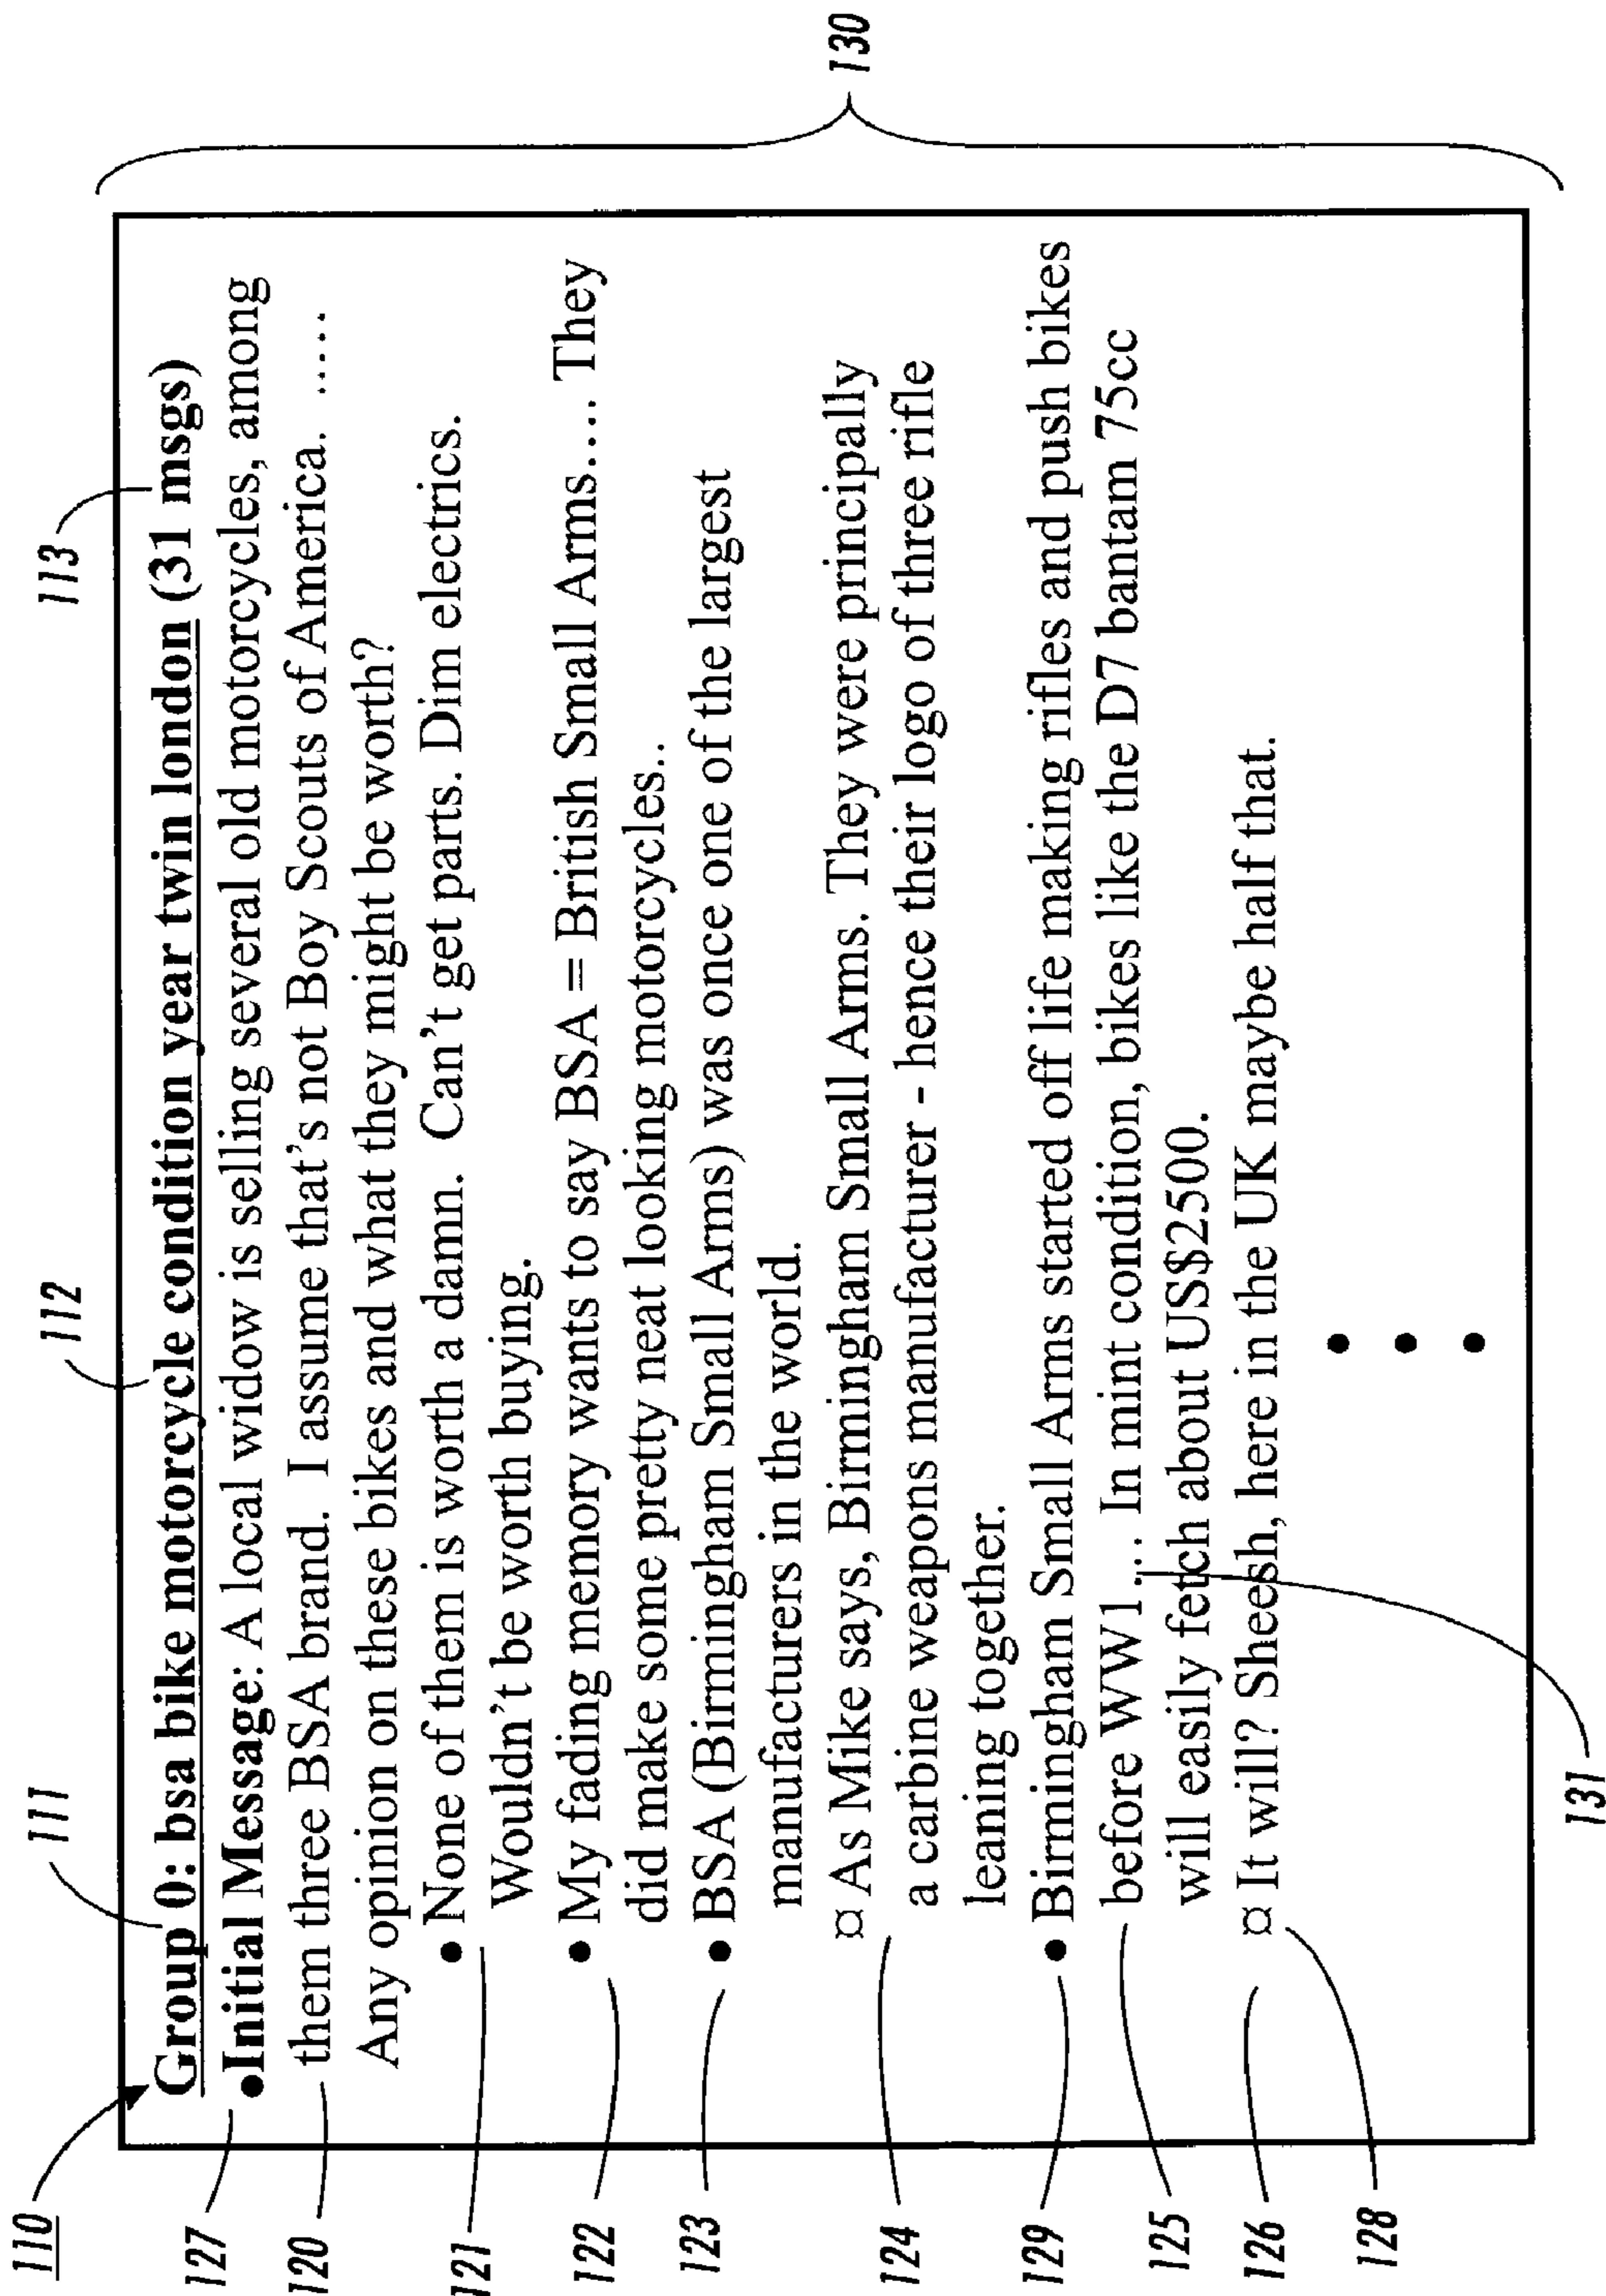 110
111
112
113
Group 0: bsa bike motorcycle condition year twin london (31 msgs)
127
•Initial Message: A local widow is selling several old motorcycles, among
120
them three BSA brand. I assume that's not Boy Scouts of America. .....
Any opinion on these bikes and what they might be worth?
121
• None of them is worth a damn. Can't get parts. Dim electrics.
Wouldn't be worth buying.
122
• My fading memory wants to say BSA = British Small Arms.... They
did make some pretty neat looking motorcycles..
123
• BSA (Birmingham Small Arms) was once one of the largest
manufacturers in the world.
124
¤ As Mike says, Birmingham Small Arms. They were principally
a carbine weapons manufacturer - hence their logo of three rifle
leaning together.
129
• Birmingham Small Arms started off life making rifles and push bikes
125
before WW1.... In mint condition, bikes like the D7 bantam 75cc
will easily fetch about US$2500.
126
¤ It will? Sheesh, here in the UK maybe half that.
128
•
•
•
131
130